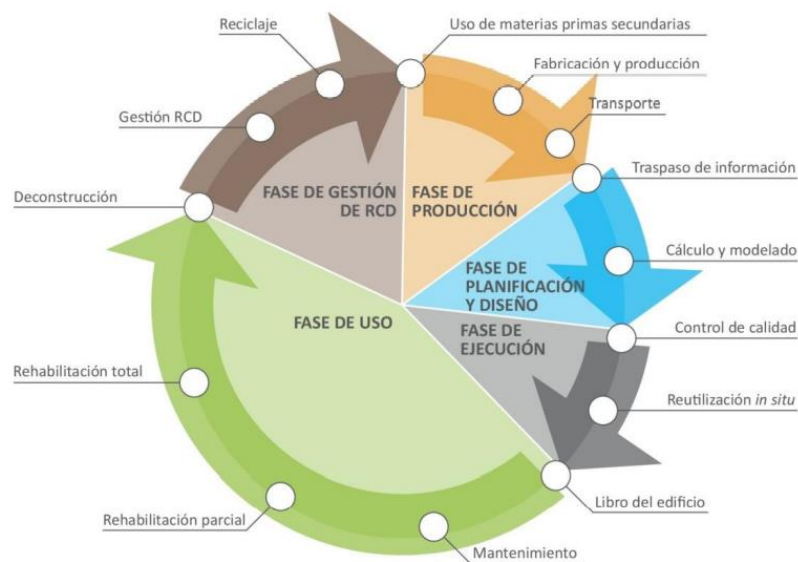 Reciclaje
Uso de materias primas secundarias
Fabricación y producción
Gestión RCD
Transporte
Deconstrucción
FASE DE GESTIÓN
DE RCD
FASE DE
PRODUCCIÓN
Traspaso de información
Cálculo y modelado
FASE DE
PLANIFICACIÓN
Y DISEÑO
FASE DE USO
FASE DE
EJECUCIÓN
Control de calidad
Rehabilitación total
Reutilización in situ
Libro del edificio
Rehabilitación parcial
Mantenimiento